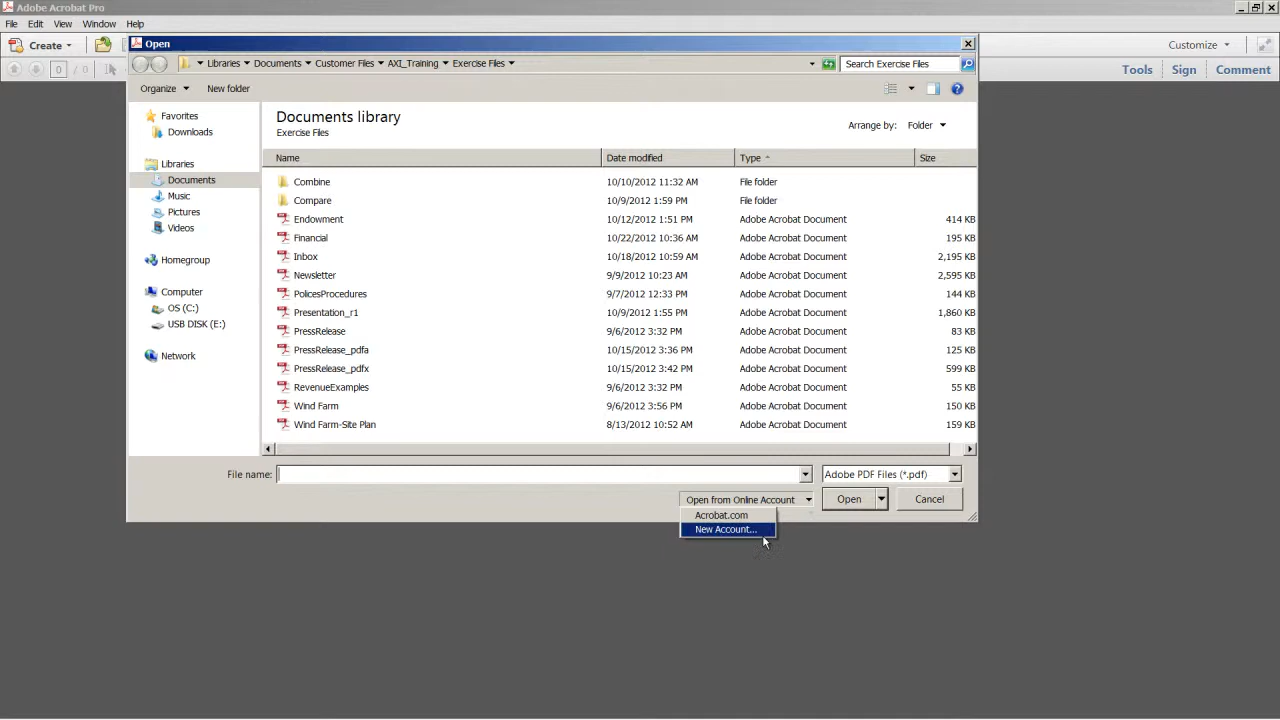 Adobe Acrobat Pro
File Edit View Window Help
Create Customize
0 / 0 Tools Sign Comment
Open
Libraries Documents Customer Files AXI_Training Exercise Files Search Exercise Files
Organize New folder
Favorites
Downloads
Libraries
Documents
Music
Pictures
Videos
Homegroup
Computer
OS (C:)
USB DISK (E:)
Network
Documents library
Exercise Files
Arrange by: Folder
Name Date modified Type Size
Combine 10/10/2012 11:32 AM File folder
Compare 10/9/2012 1:59 PM File folder
Endowment 10/12/2012 1:51 PM Adobe Acrobat Document 414 KB
Financial 10/22/2012 10:36 AM Adobe Acrobat Document 195 KB
Inbox 10/18/2012 10:59 AM Adobe Acrobat Document 2,195 KB
Newsletter 9/9/2012 10:23 AM Adobe Acrobat Document 2,595 KB
PolicesProcedures 9/7/2012 12:33 PM Adobe Acrobat Document 144 KB
Presentation_r1 10/9/2012 1:55 PM Adobe Acrobat Document 1,860 KB
PressRelease 9/6/2012 3:32 PM Adobe Acrobat Document 83 KB
PressRelease_pdfa 10/15/2012 3:36 PM Adobe Acrobat Document 125 KB
PressRelease_pdfx 10/15/2012 3:42 PM Adobe Acrobat Document 599 KB
RevenueExamples 9/6/2012 3:32 PM Adobe Acrobat Document 55 KB
Wind Farm 9/6/2012 3:56 PM Adobe Acrobat Document 150 KB
Wind Farm-Site Plan 8/13/2012 10:52 AM Adobe Acrobat Document 159 KB
File name: Adobe PDF Files (*.pdf)
Open from Online Account Open Cancel
Acrobat.com
New Account...